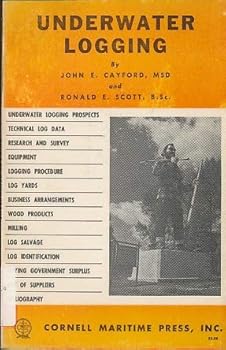 UNDERWATER
LOGGING
By
JOHN E. CAYFORD, MSD
and
RONALD E. SCOTT, B.Sc.
UNDERWATER LOGGING PROSPECTS
TECHNICAL LOG DATA
RESEARCH AND SURVEY
EQUIPMENT
LOGGING PROCEDURE
LOG YARDS
BUSINESS ARRANGEMENTS
WOOD PRODUCTS
MILLING
LOG SALVAGE
LOG IDENTIFICATION
YING GOVERNMENT SURPLUS
OF SUPPLIERS
LIOGRAPHY
CORNELL MARITIME PRESS, INC.